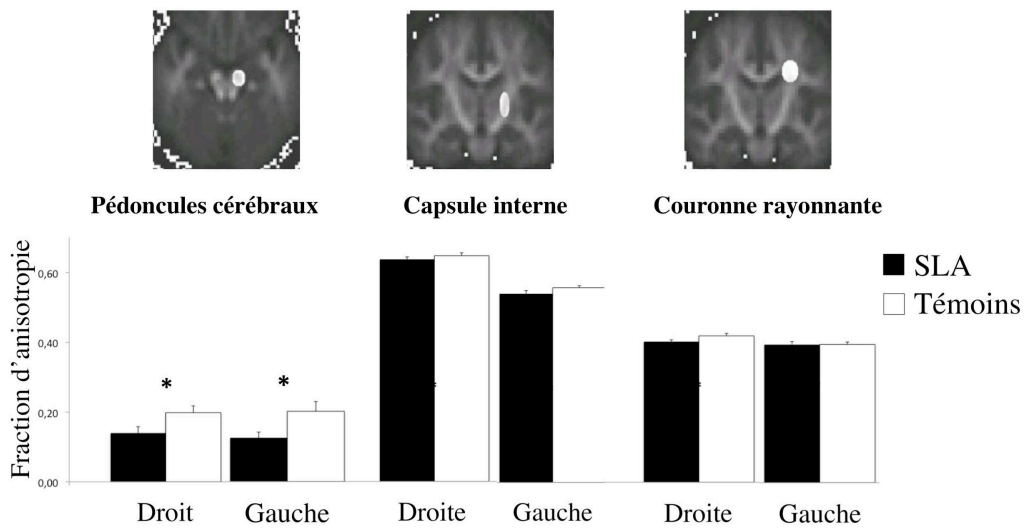 Pédoncules cérébraux
Capsule interne
Couronne rayonnante
Fraction d’anisotropie
0,60
0,40
0,20
0,00
*
*
SLA
Témoins
Droit
Gauche
Droite
Gauche
Droite
Gauche